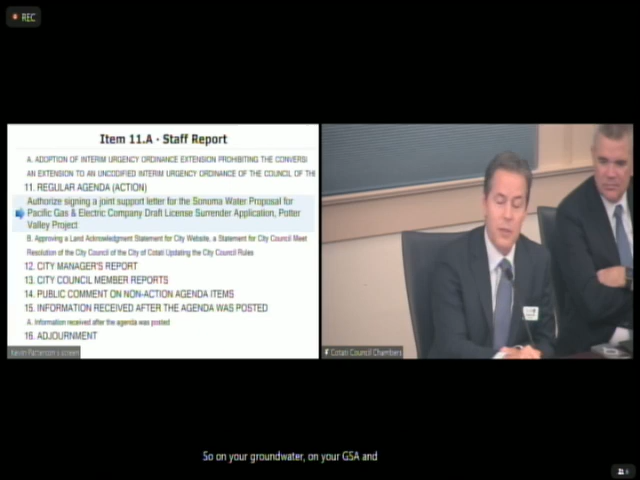 REC
Item 11.A - Staff Report
A. ADOPTION OF INTERIM URGENCY ORDINANCE EXTENSION PROHIBITING THE CONVERSI
AN EXTENSION TO AN UNCODIFIED INTERIM URGENCY ORDINANCE OF THE COUNCIL OF THE
11. REGULAR AGENDA (ACTION)
Authorize signing a joint support letter for the Sonoma Water Proposal for
Pacific Gas & Electric Company Draft License Surrender Application, Potter
Valley Project
B. Approving a Land Acknowledgment Statement for City Website, a Statement for City Council Meet
Resolution of the City Council of the City of Cotati Updating the City Council Rules
12. CITY MANAGER'S REPORT
13. CITY COUNCIL MEMBER REPORTS
14. PUBLIC COMMENT ON NON-ACTION AGENDA ITEMS
15. INFORMATION RECEIVED AFTER THE AGENDA WAS POSTED
A. Information received after the agenda was posted
16. ADJOURNMENT
Kevin Patterson's screen
Cotati Council Chambers
So on your groundwater, on your GSA and